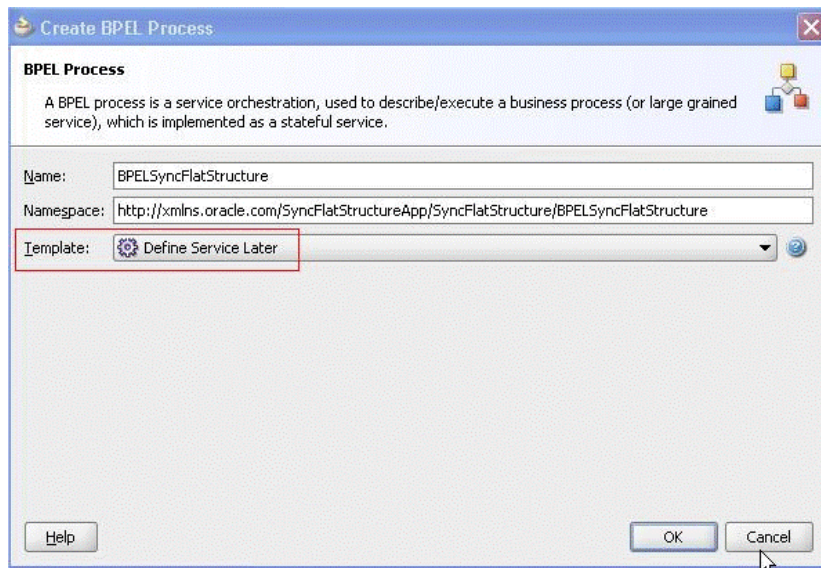 Create BPEL Process
BPEL Process
A BPEL process is a service orchestration, used to describe/execute a business process (or large grained
service), which is implemented as a stateful service.
Name: BPELSyncFlatStructure
Namespace: http://xmlns.oracle.com/SyncFlatStructureApp/SyncFlatStructure/BPELSyncFlatStructure
Template: Define Service Later
Help OK Cancel